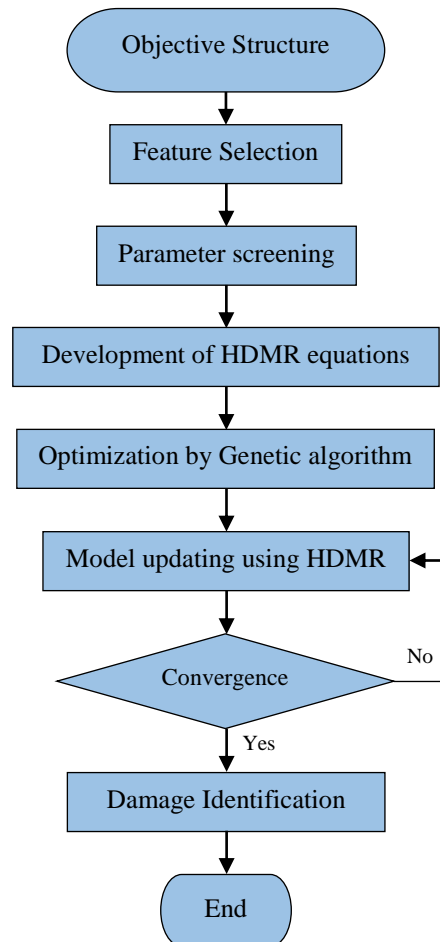 Objective Structure
Feature Selection
Parameter screening
Development of HDMR equations
Optimization by Genetic algorithm
Model updating using HDMR
Convergence
No
Yes
Damage Identification
End